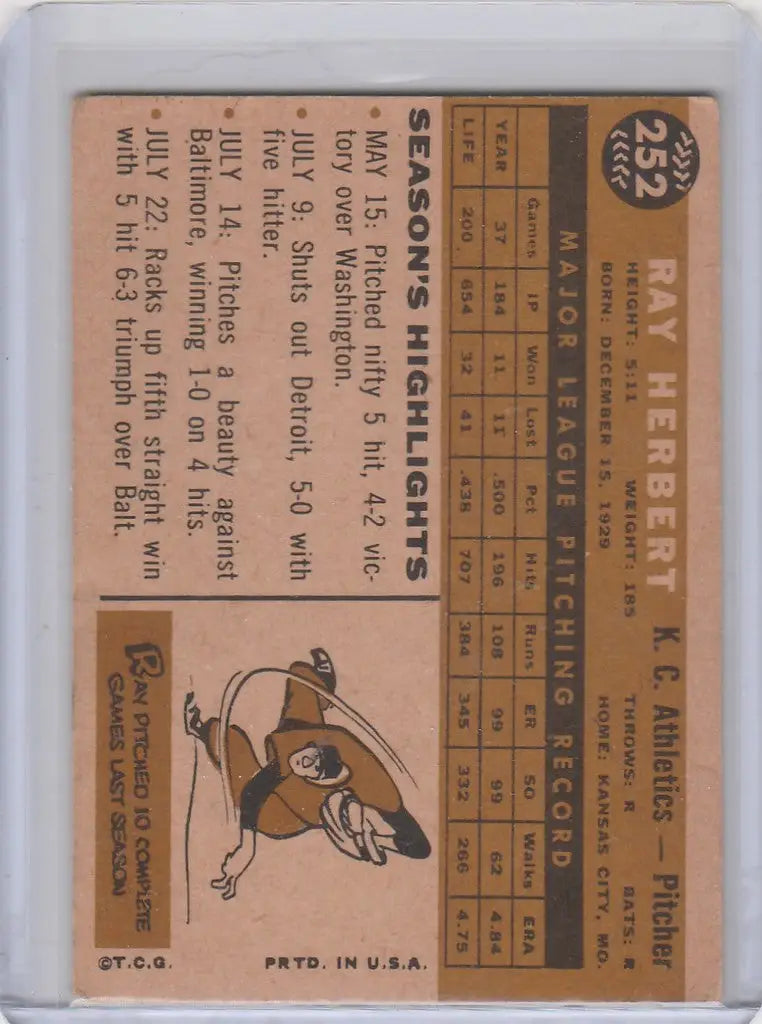 252
RAY HERBERT K. C. Athletics — Pitcher
HEIGHT: 5:11 WEIGHT: 185 THROWS: R BATS: R
BORN: DECEMBER 15, 1929 HOME: KANSAS CITY, MO.
MAJOR LEAGUE PITCHING RECORD
Games IP Won Lost Pct Hits Runs ER SO Walks ERA
YEAR 37 184 11 11 .500 196 108 99 99 62 4.84
LIFE 200 654 32 41 .438 707 384 345 332 266 4.75
SEASON'S HIGHLIGHTS
• MAY 15: Pitched nifty 5 hit, 4-2 vic-
tory over Washington.
• JULY 9: Shuts out Detroit, 5-0 with
five hitter.
• JULY 14: Pitches a beauty against
Baltimore, winning 1-0 on 4 hits.
• JULY 22: Racks up fifth straight win
with 5 hit 6-3 triumph over Balt.
RAY PITCHED 10 COMPLETE
GAMES LAST SEASON
©T.C.G. PRTD. IN U.S.A.